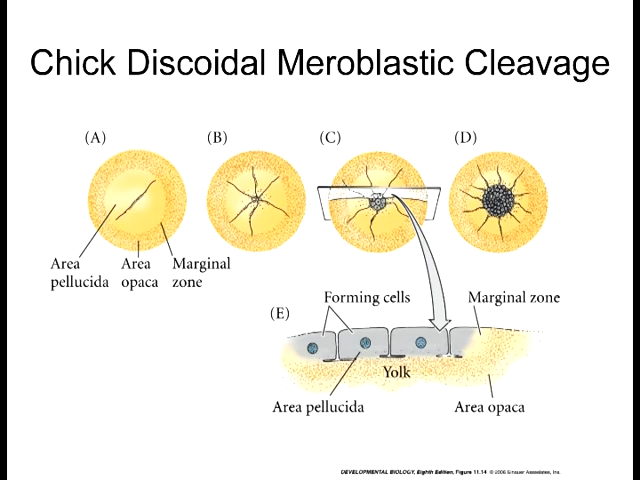 Chick Discoidal Meroblastic Cleavage
(A)
(B)
(C)
(D)
Area
pellucida
Area
opaca
Marginal
zone
(E)
Forming cells
Marginal zone
Yolk
Area pellucida
Area opaca
DEVELOPMENTAL BIOLOGY, Eighth Edition, Figure 11.14 © 2006 Sinauer Associates, Inc.